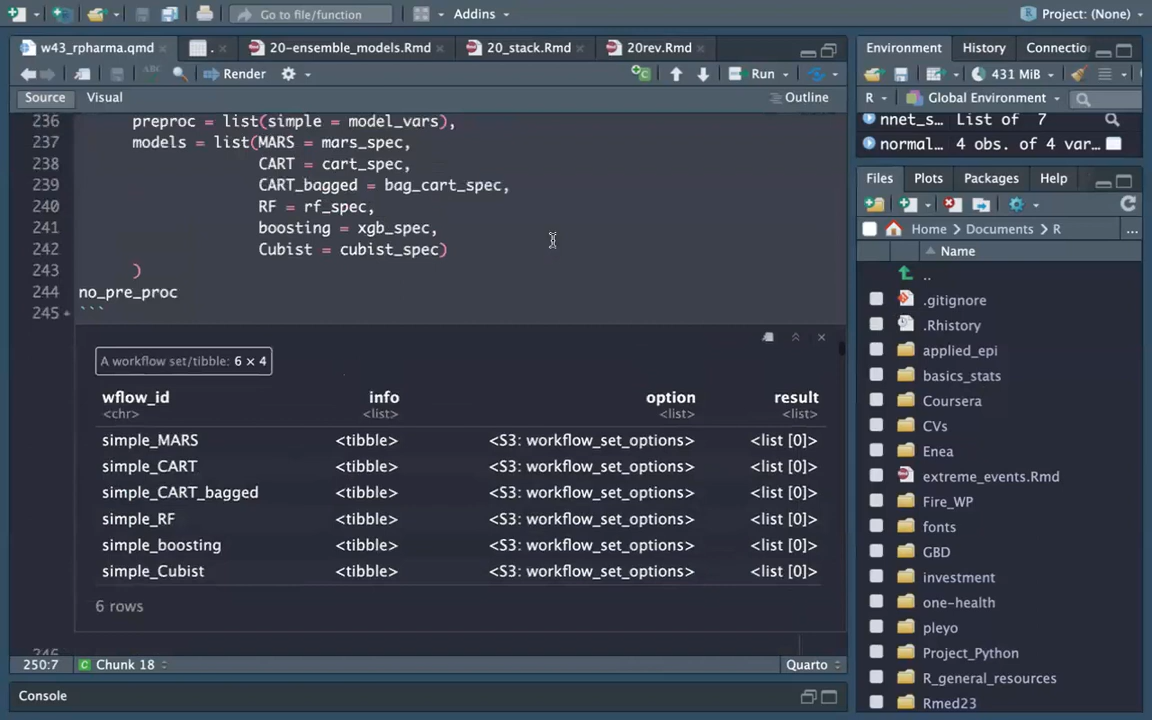 Go to file/function
Addins
Project: (None)
w43_rpharma.qmd
.
20-ensemble_models.Rmd
20_stack.Rmd
20rev.Rmd
Render
Run
Source
Visual
Outline
236 preproc = list(simple = model_vars),
237 models = list(MARS = mars_spec,
238 CART = cart_spec,
239 CART_bagged = bag_cart_spec,
240 RF = rf_spec,
241 boosting = xgb_spec,
242 Cubist = cubist_spec)
243 )
244 no_pre_proc
245 ```
A workflow set/tibble: 6 × 4
wflow_id info option result
<chr> <list> <list> <list>
simple_MARS <tibble> <S3: workflow_set_options> <list [0]>
simple_CART <tibble> <S3: workflow_set_options> <list [0]>
simple_CART_bagged <tibble> <S3: workflow_set_options> <list [0]>
simple_RF <tibble> <S3: workflow_set_options> <list [0]>
simple_boosting <tibble> <S3: workflow_set_options> <list [0]>
simple_Cubist <tibble> <S3: workflow_set_options> <list [0]>
6 rows
246
250:7 Chunk 18 Quarto
Console
Environment History Connectio
431 MiB
R Global Environment
nnet_s... List of 7
normal... 4 obs. of 4 var...
Files Plots Packages Help
Home Documents R ...
Name
..
.gitignore
.Rhistory
applied_epi
basics_stats
Coursera
CVs
Enea
extreme_events.Rmd
Fire_WP
fonts
GBD
investment
one-health
pleyo
Project_Python
R_general_resources
Rmed23